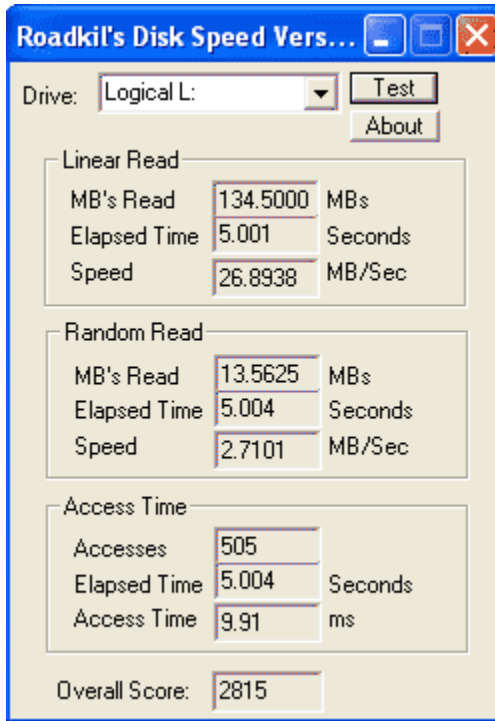 Roadkil's Disk Speed Vers...
Drive: Logical L: Test
About
Linear Read
MB's Read 134.5000 MBs
Elapsed Time 5.001 Seconds
Speed 26.8938 MB/Sec
Random Read
MB's Read 13.5625 MBs
Elapsed Time 5.004 Seconds
Speed 2.7101 MB/Sec
Access Time
Accesses 505
Elapsed Time 5.004 Seconds
Access Time 9.91 ms
Overall Score: 2815